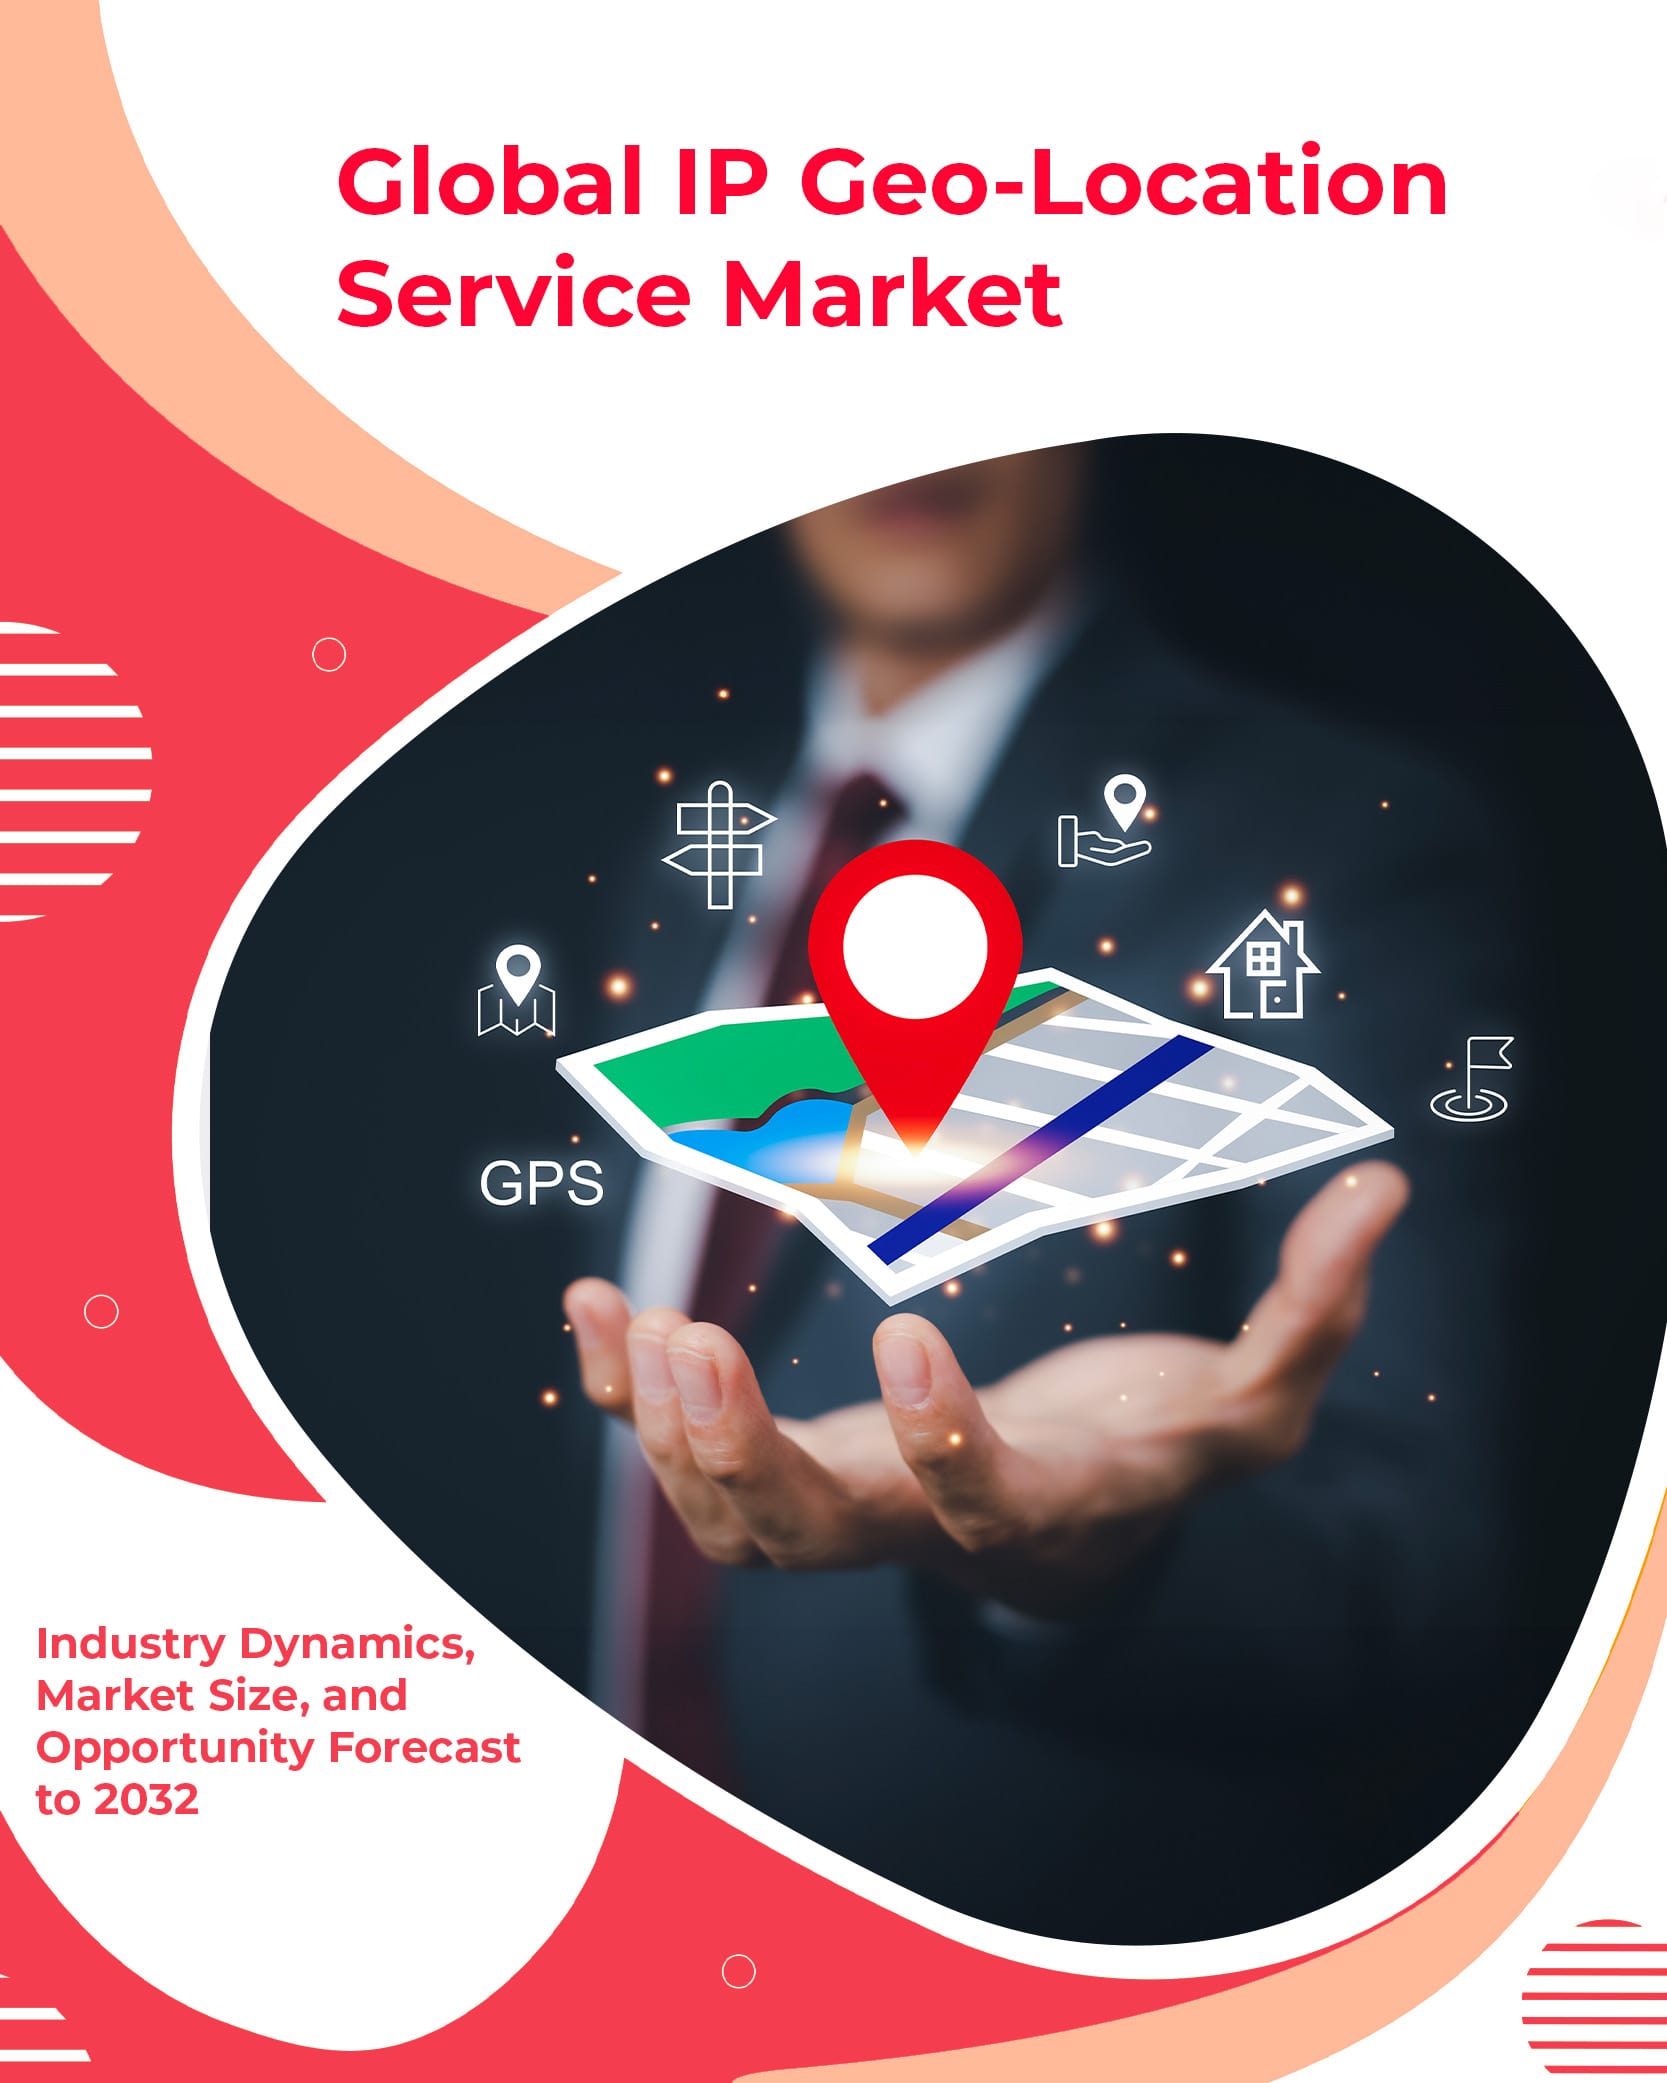 Global IP Geo-Location
Service Market
GPS
Industry Dynamics,
Market Size, and
Opportunity Forecast
to 2032